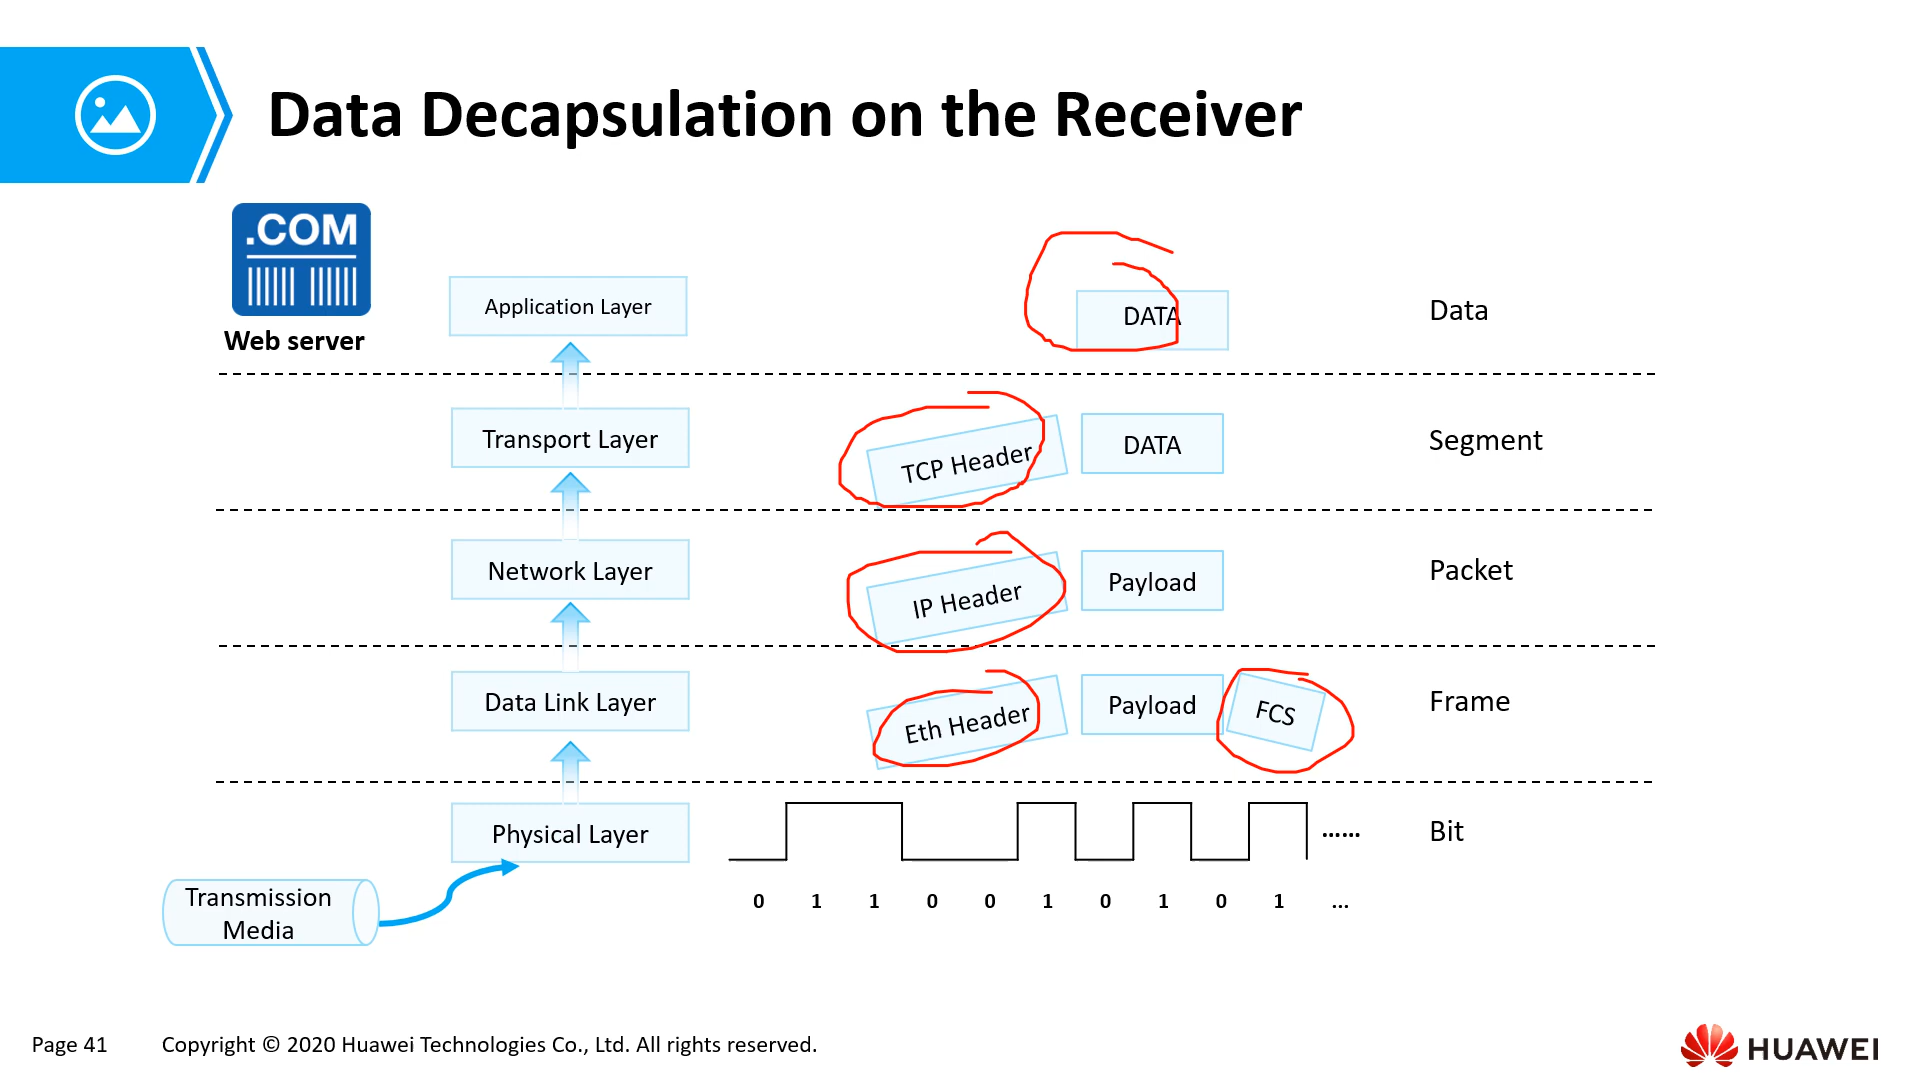 Data Decapsulation on the Receiver
.COM
Web server
Application Layer
DATA
Data
Transport Layer
TCP Header
DATA
Segment
Network Layer
IP Header
Payload
Packet
Data Link Layer
Eth Header
Payload
FCS
Frame
Physical Layer
......
Bit
Transmission
Media
0 1 1 0 0 1 0 1 0 1 ...
Page 41
Copyright © 2020 Huawei Technologies Co., Ltd. All rights reserved.
HUAWEI